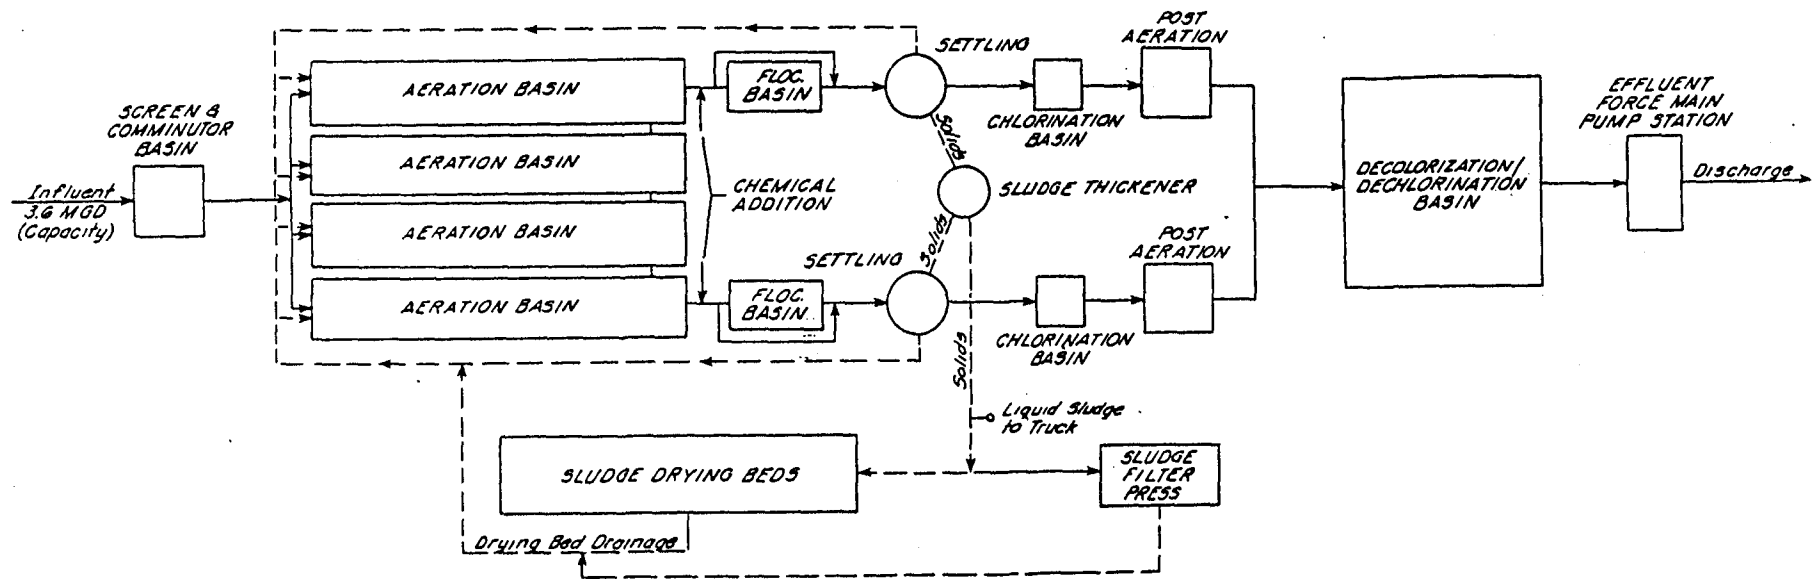 SCREEN &
COMMINUTOR
BASIN
Influent
3.6 MGD
(Capacity)
AERATION BASIN
AERATION BASIN
AERATION BASIN
AERATION BASIN
FLOC.
BASIN
CHEMICAL
ADDITION
FLOC.
BASIN
SETTLING
Solids
SLUDGE THICKENER
Solids
SETTLING
CHLORINATION
BASIN
POST
AERATION
CHLORINATION
BASIN
POST
AERATION
DECOLORIZATION/
DECHLORINATION
BASIN
EFFLUENT
FORCE MAIN
PUMP STATION
Discharge
Solids
Liquid Sludge
to Truck
SLUDGE DRYING BEDS
SLUDGE
FILTER
PRESS
Drying Bed Drainage